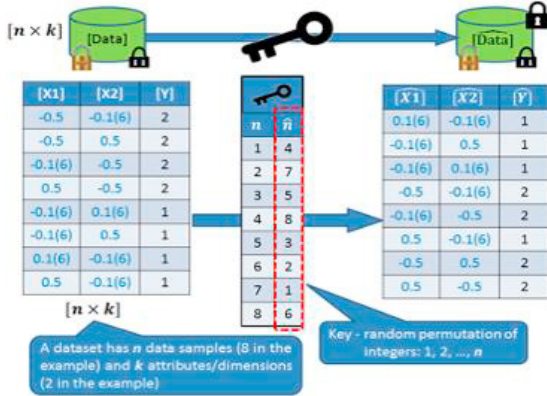 [n × k]
[Data]
[Data]
[X1] [X2] [Y]
-0.5 -0.1(6) 2
-0.5 0.5 2
-0.1(6) -0.5 2
0.5 -0.5 2
-0.1(6) 0.1(6) 1
-0.1(6) 0.5 1
0.1(6) -0.1(6) 1
0.5 -0.1(6) 1
[n × k]
n n̂
1 4
2 7
3 5
4 8
5 3
6 2
7 1
8 6
[X̂1] [X̂2] [Ŷ]
0.1(6) -0.1(6) 1
-0.1(6) 0.5 1
-0.1(6) 0.1(6) 1
-0.5 -0.1(6) 2
-0.1(6) -0.5 2
0.5 -0.1(6) 1
-0.5 0.5 2
0.5 -0.5 2
A dataset has n data samples (8 in the
example) and k attributes/dimensions
(2 in the example)
Key - random permutation of
integers: 1, 2, ..., n